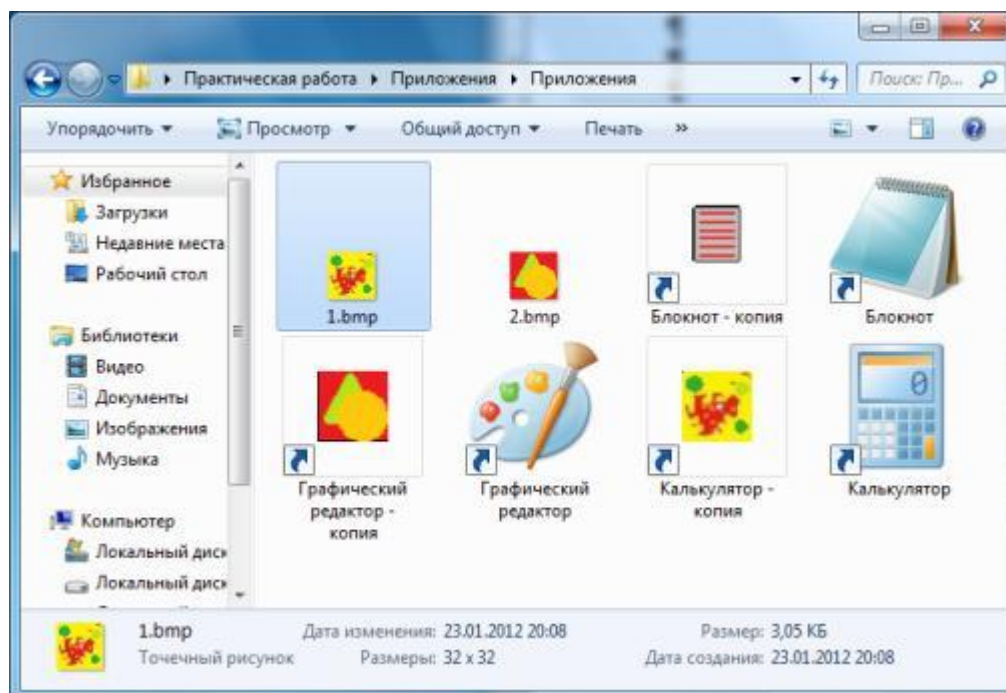 Практическая работа
Приложения
Приложения
Поиск: Пр...
Упорядочить
Просмотр
Общий доступ
Печать
»
Избранное
Загрузки
Недавние места
Рабочий стол
Библиотеки
Видео
Документы
Изображения
Музыка
Компьютер
Локальный диск
Локальный диск
1.bmp
2.bmp
Блокнот - копия
Блокнот
Графический
редактор -
копия
Графический
редактор
Калькулятор -
копия
Калькулятор
1.bmp
Дата изменения: 23.01.2012 20:08
Размер: 3,05 КБ
Точечный рисунок
Размеры: 32 x 32
Дата создания: 23.01.2012 20:08